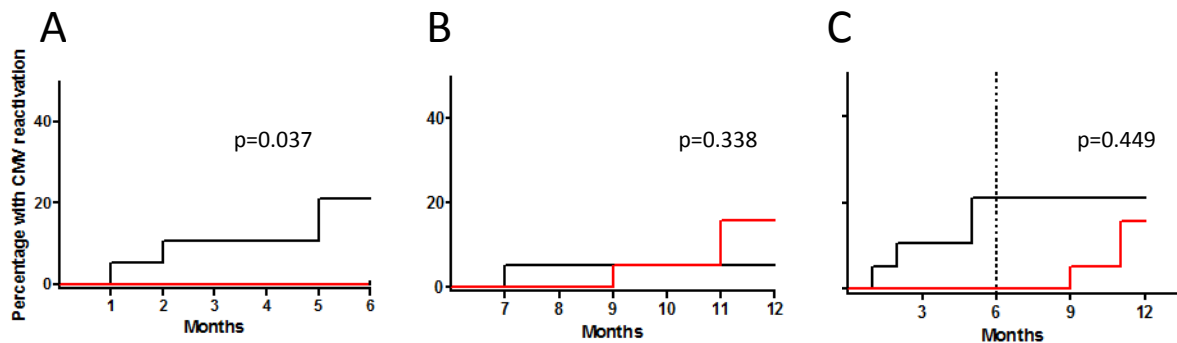 A
B
C
Percentage with CMV reactivation
40
20
0
p=0.037
1 2 3 4 5 6
Months
40
20
0
p=0.338
7 8 9 10 11 12
Months
p=0.449
3 6 9 12
Months